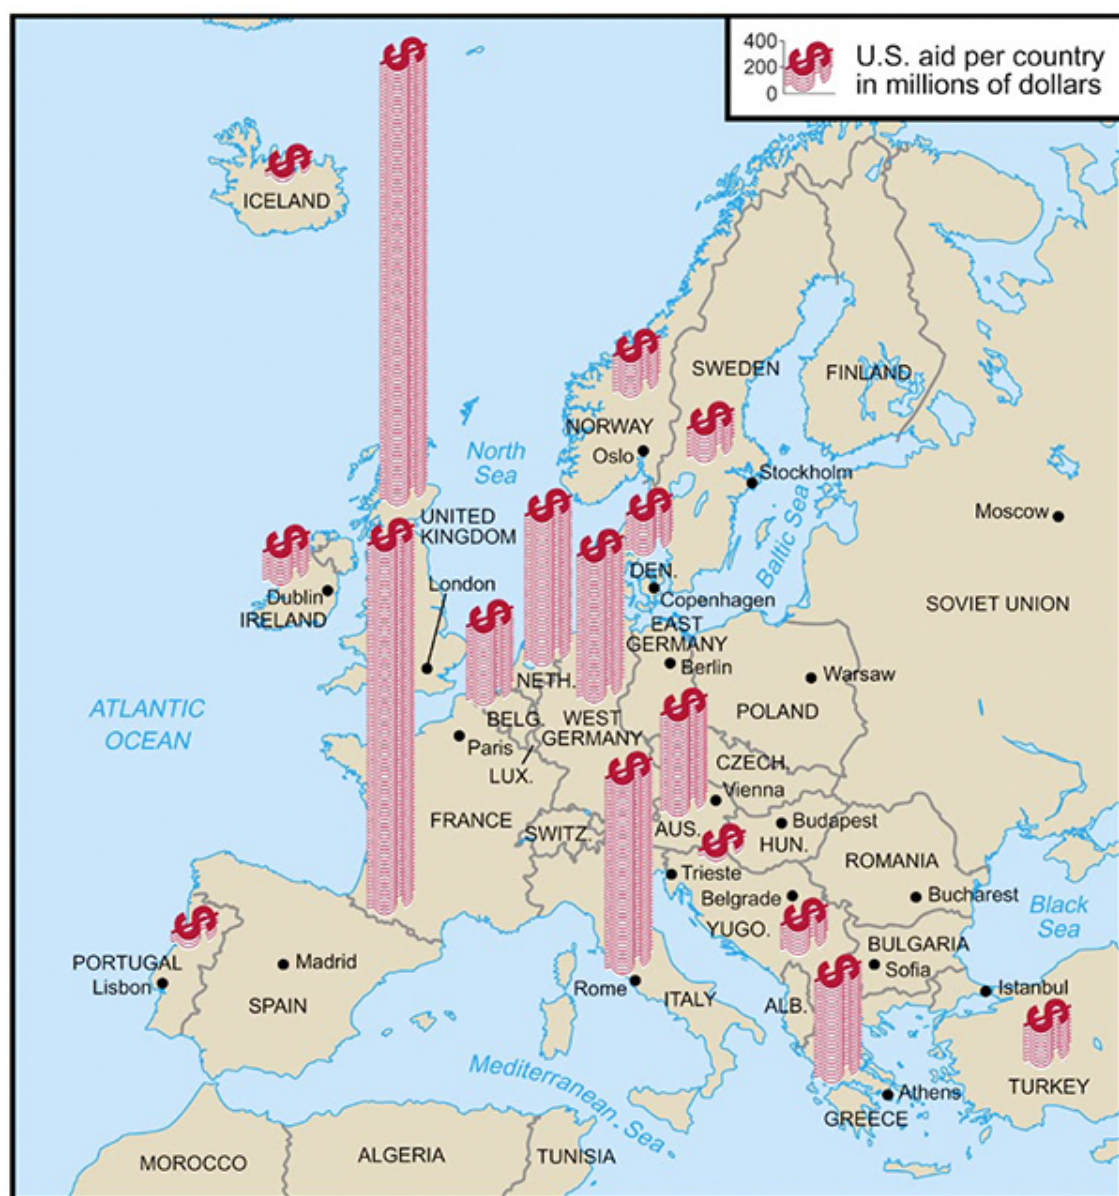 400
200
0
U.S. aid per country
in millions of dollars
ICELAND
SWEDEN
FINLAND
NORWAY
Oslo
North
Sea
Stockholm
Moscow
UNITED
KINGDOM
Baltic Sea
DEN.
London
Dublin
IRELAND
Copenhagen
SOVIET UNION
EAST
GERMANY
Berlin
Warsaw
NETH.
ATLANTIC
OCEAN
BELG.
WEST
GERMANY
POLAND
Paris
LUX.
CZECH.
Vienna
FRANCE
SWITZ.
AUS.
Budapest
HUN.
ROMANIA
Trieste
Belgrade
Bucharest
Black
Sea
YUGO.
BULGARIA
Sofia
PORTUGAL
Lisbon
Madrid
SPAIN
Rome
ITALY
ALB.
Istanbul
Mediterranean Sea
TURKEY
Athens
GREECE
MOROCCO
ALGERIA
TUNISIA